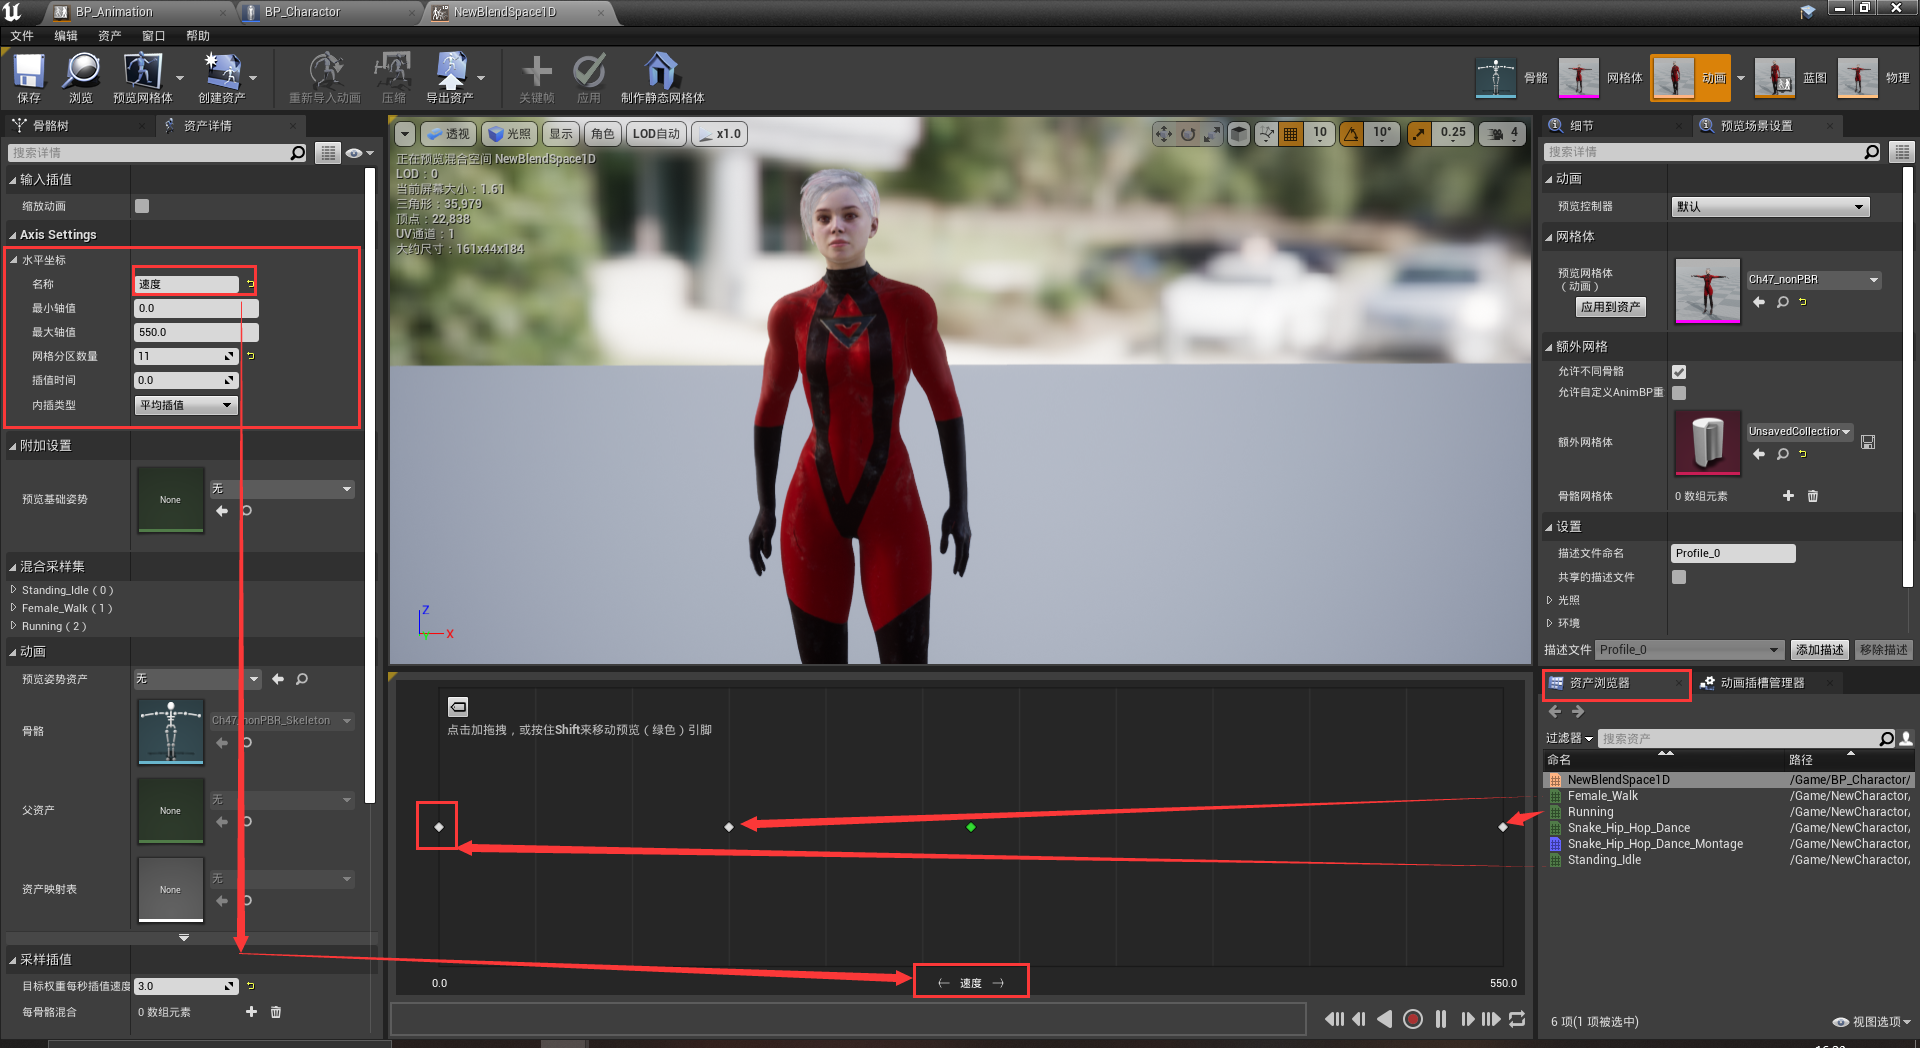 BP_Animation
BP_Charactor
NewBlendSpace1D
文件 编辑 资产 窗口 帮助
保存
浏览
预览网格体
创建资产
重新导入动画
压缩
导出资产
关键帧
应用
制作静态网格体
骨骼
网格体
动画
蓝图
物理
骨骼树
资产详情
搜索详情
输入插值
缩放动画
Axis Settings
水平坐标
名称 速度
最小轴值 0.0
最大轴值 550.0
网格分区数量 11
插值时间 0.0
内插类型 平均插值
附加设置
预览基础姿势 None 无
混合采样集
Standing_Idle ( 0 )
Female_Walk ( 1 )
Running ( 2 )
动画
预览姿势资产 无
骨骼 Ch47_nonPBR_Skeleton
父资产 None 无
资产映射表 None 无
采样插值
目标权重每秒插值速度 3.0
每骨骼混合 0 数组元素
透视 光照 显示 角色 LOD自动 x1.0
10 10° 0.25 4
正在预览混合空间 NewBlendSpace1D
LOD：0
当前屏幕大小：1.61
三角形：35,979
顶点：22,838
UV通道：1
大约尺寸：161x44x184
Z
X
点击加拖拽，或按住Shift来移动预览（绿色）引脚
0.0
← 速度 →
550.0
细节
预览场景设置
搜索详情
动画
预览控制器 默认
网格体
预览网格体
（动画）
应用到资产
Ch47_nonPBR
额外网格
允许不同骨骼
允许自定义AnimBP重
额外网格体 UnsavedCollection
骨骼网格体 0 数组元素
设置
描述文件命名 Profile_0
共享的描述文件
光照
环境
描述文件 Profile_0 添加描述 移除描述
资产浏览器
动画插槽管理器
过滤器 搜索资产
命名 路径
NewBlendSpace1D /Game/BP_Charactor/
Female_Walk /Game/NewCharactor,
Running /Game/NewCharactor,
Snake_Hip_Hop_Dance /Game/NewCharactor,
Snake_Hip_Hop_Dance_Montage /Game/NewCharactor,
Standing_Idle /Game/NewCharactor,
6 项(1 项被选中)
视图选项